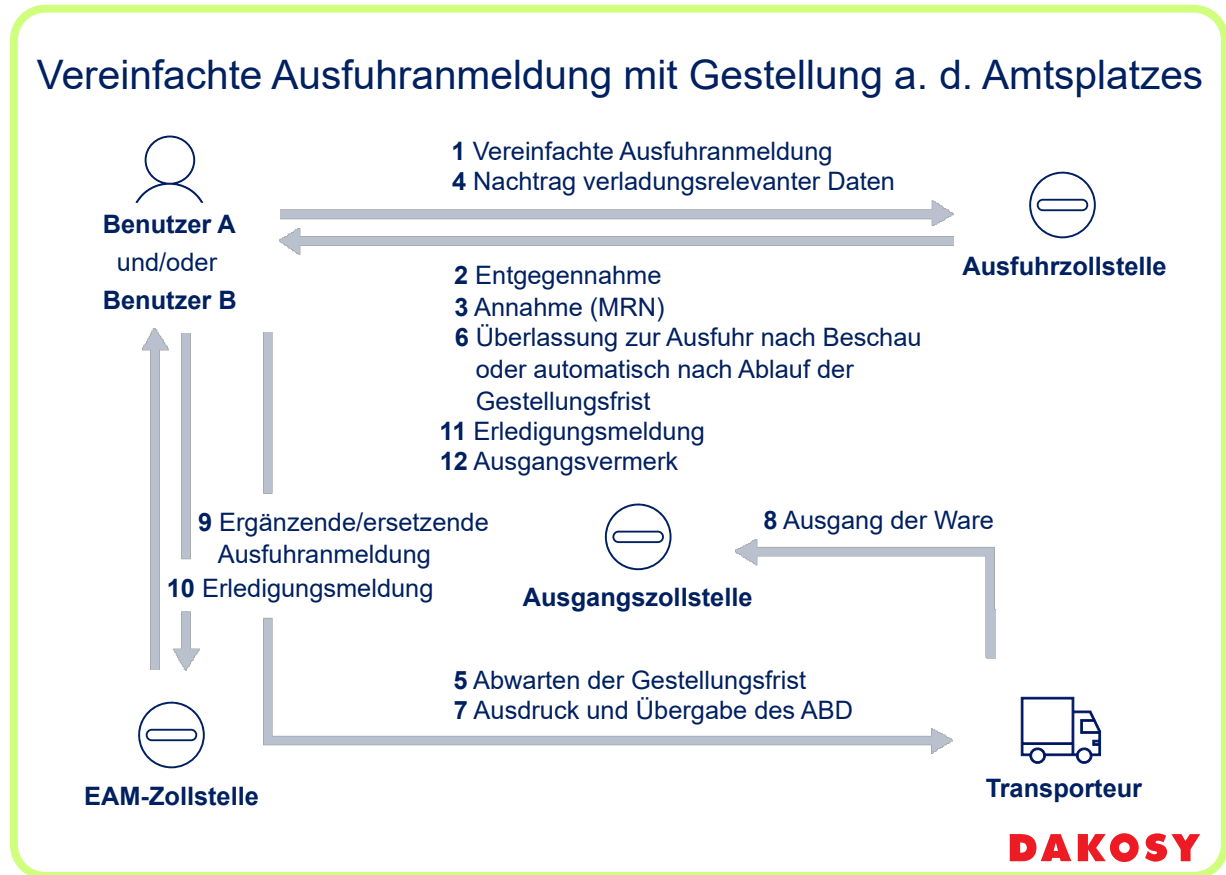 Vereinfachte Ausfuhranmeldung mit Gestellung a. d. Amtsplatzes
Benutzer A
und/oder
Benutzer B
1 Vereinfachte Ausfuhranmeldung
4 Nachtrag verladungsrelevanter Daten
Ausfuhrzollstelle
2 Entgegennahme
3 Annahme (MRN)
6 Überlassung zur Ausfuhr nach Beschau
oder automatisch nach Ablauf der
Gestellungsfrist
11 Erledigungsmeldung
12 Ausgangsvermerk
9 Ergänzende/ersetzende
Ausfuhranmeldung
10 Erledigungsmeldung
Ausgangszollstelle
8 Ausgang der Ware
5 Abwarten der Gestellungsfrist
7 Ausdruck und Übergabe des ABD
EAM-Zollstelle
Transporteur
DAKOSY